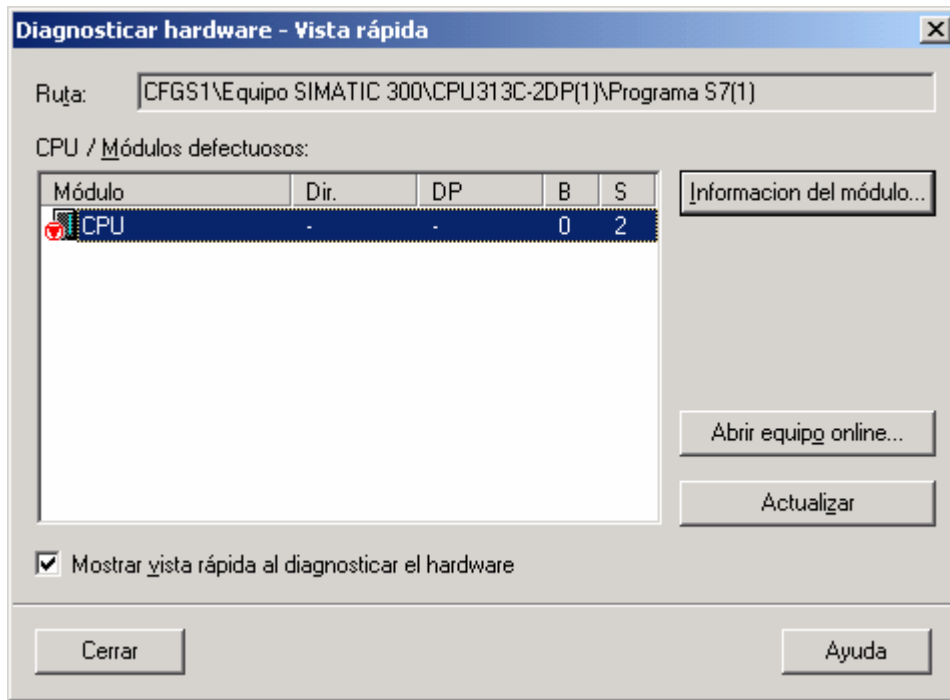 Diagnosticar hardware - Vista rápida
Ruta: CFGS1\Equipo SIMATIC 300\CPU313C-2DP(1)\Programa S7(1)
CPU / Módulos defectuosos:
Módulo Dir. DP B S
CPU - - 0 2
Informacion del módulo...
Abrir equipo online...
Actualizar
Mostrar vista rápida al diagnosticar el hardware
Cerrar Ayuda